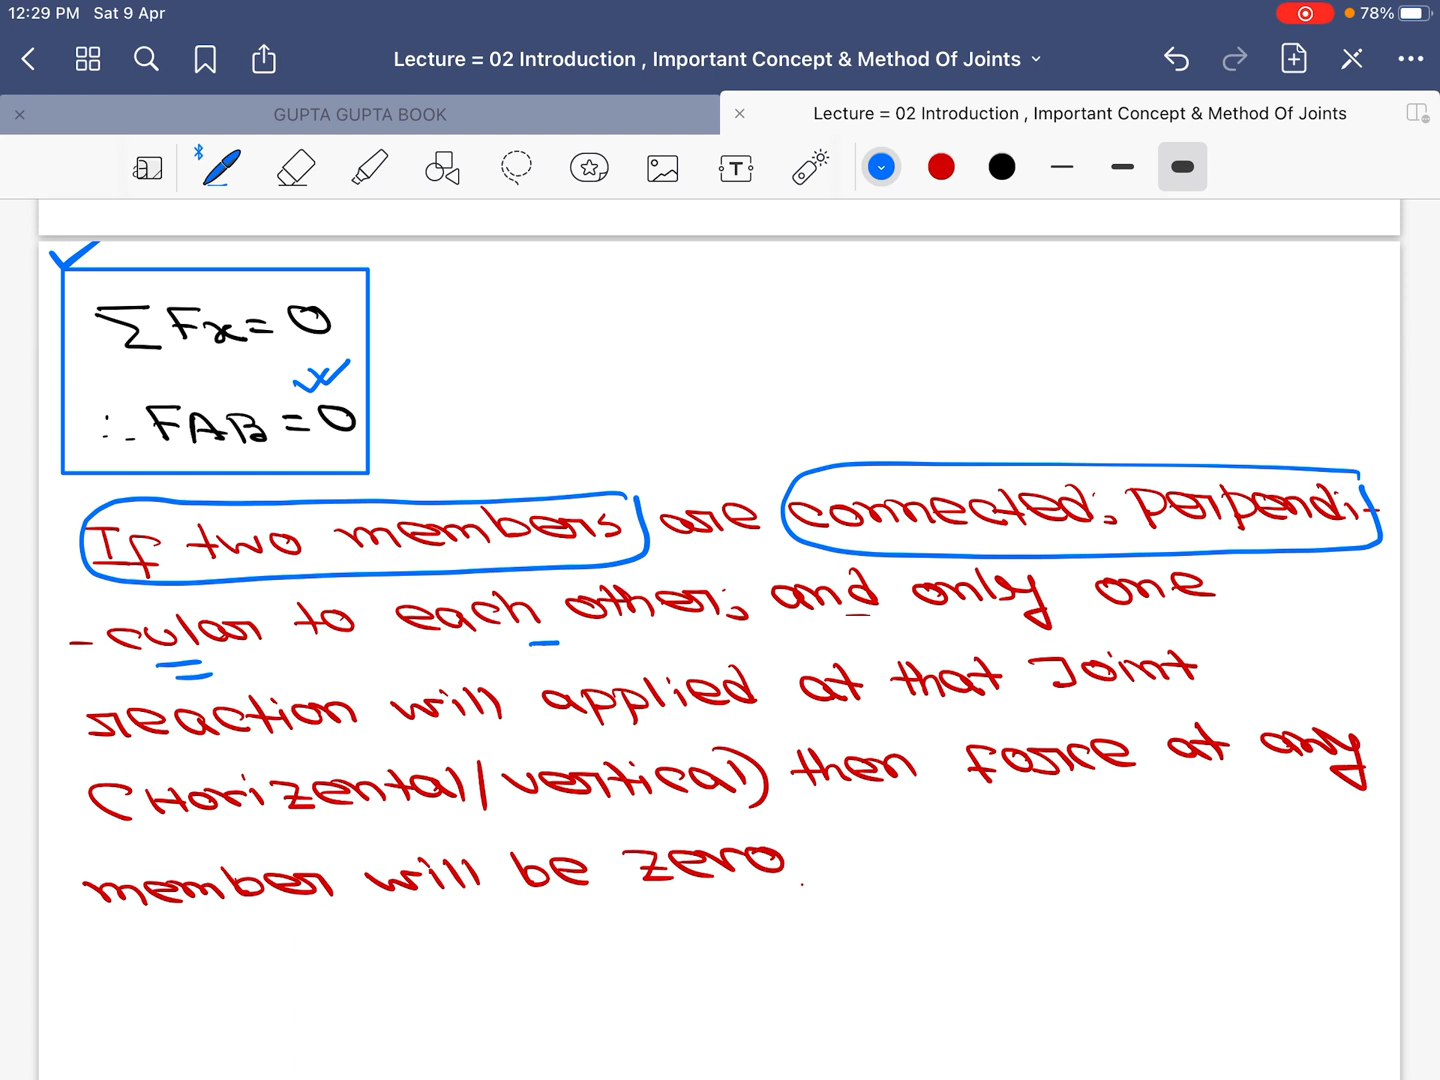 12:29 PM Sat 9 Apr
78%
Lecture = 02 Introduction , Important Concept & Method Of Joints
GUPTA GUPTA BOOK
Lecture = 02 Introduction , Important Concept & Method Of Joints
T
∑Fx=0
∴ FAB=0
If two members are connected, perpendi-
-cular to each other, and only one
reaction will applied at that Joint
(Horizental/vertical) then force at any
member will be zero.